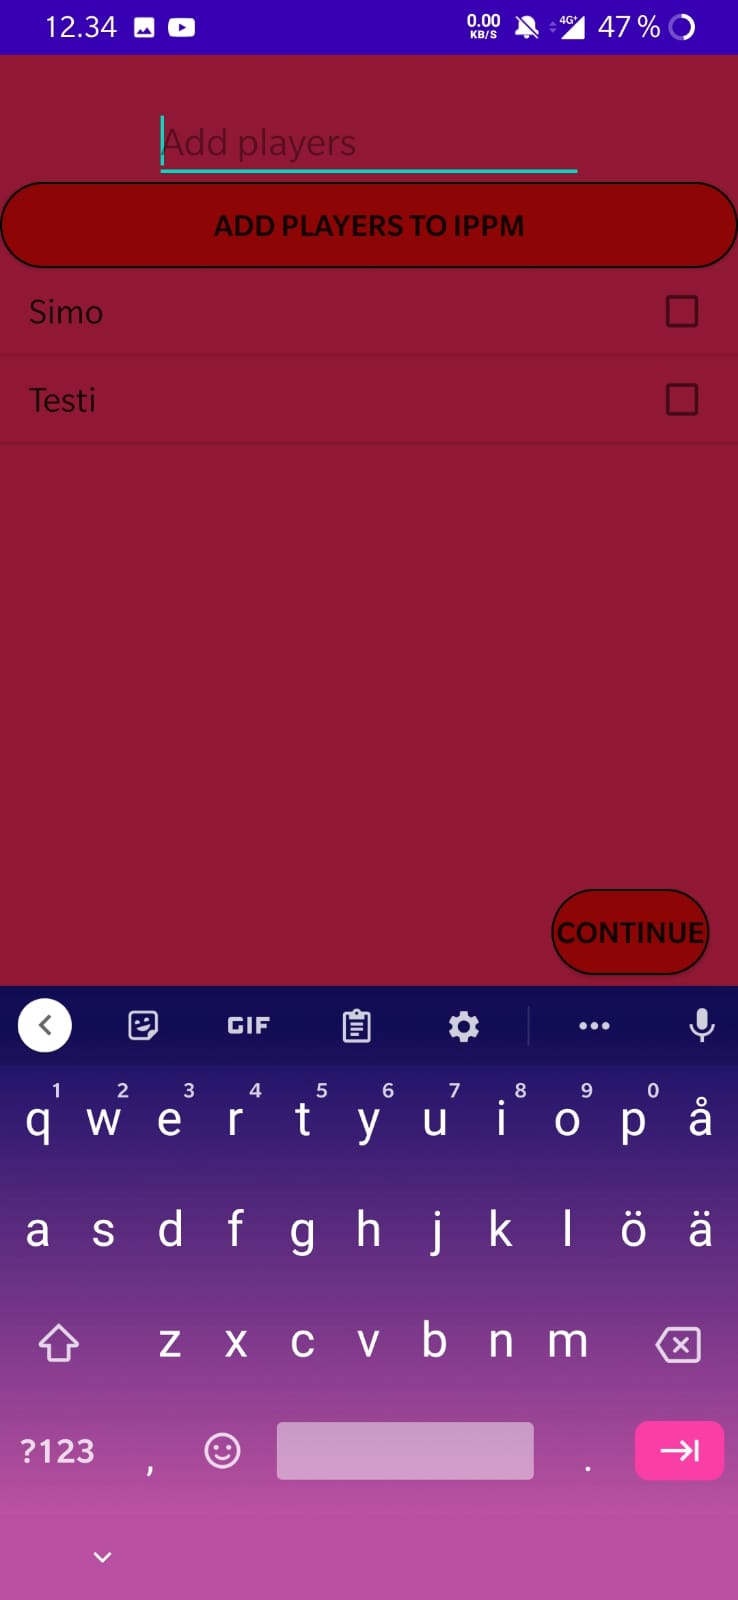 12.34 0.00 KB/S 4G+ 47 %
Add players
ADD PLAYERS TO IPPM
Simo
Testi
CONTINUE
GIF
1 2 3 4 5 6 7 8 9 0
q w e r t y u i o p å
a s d f g h j k l ö ä
z x c v b n m
?123 , .